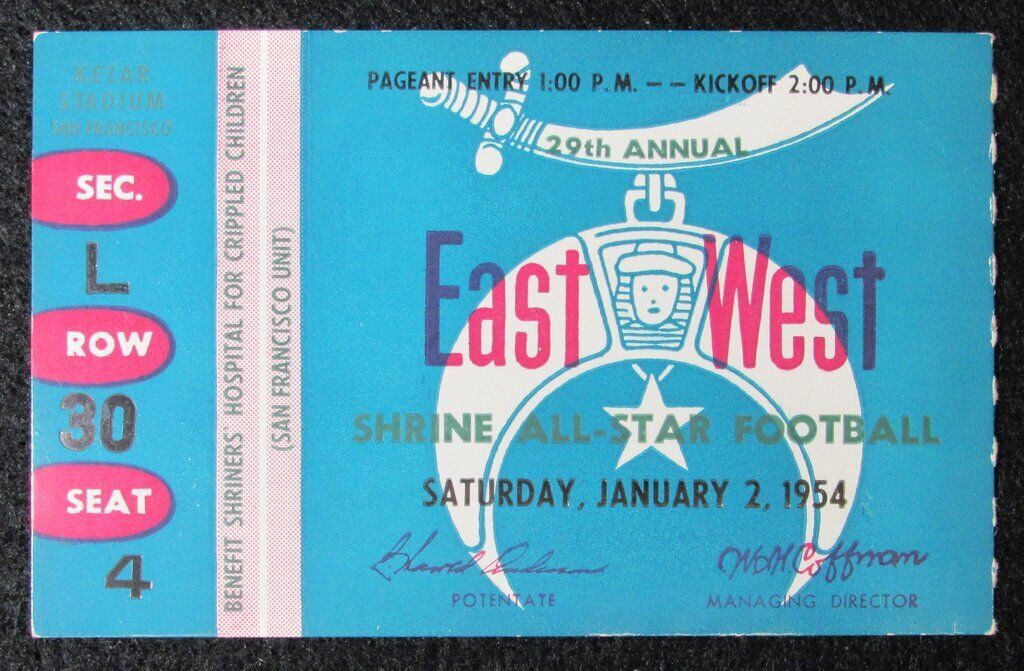 KEZAR
STADIUM
SAN FRANCISCO
SEC.
L
ROW
30
SEAT
4
BENEFIT SHRINERS' HOSPITAL FOR CRIPPLED CHILDREN
(SAN FRANCISCO UNIT)
PAGEANT ENTRY 1:00 P. M. – – KICKOFF 2:00 P. M.
29th ANNUAL
East West
SHRINE ALL-STAR FOOTBALL
SATURDAY, JANUARY 2, 1954
POTENTATE
Wm Coffman
MANAGING DIRECTOR